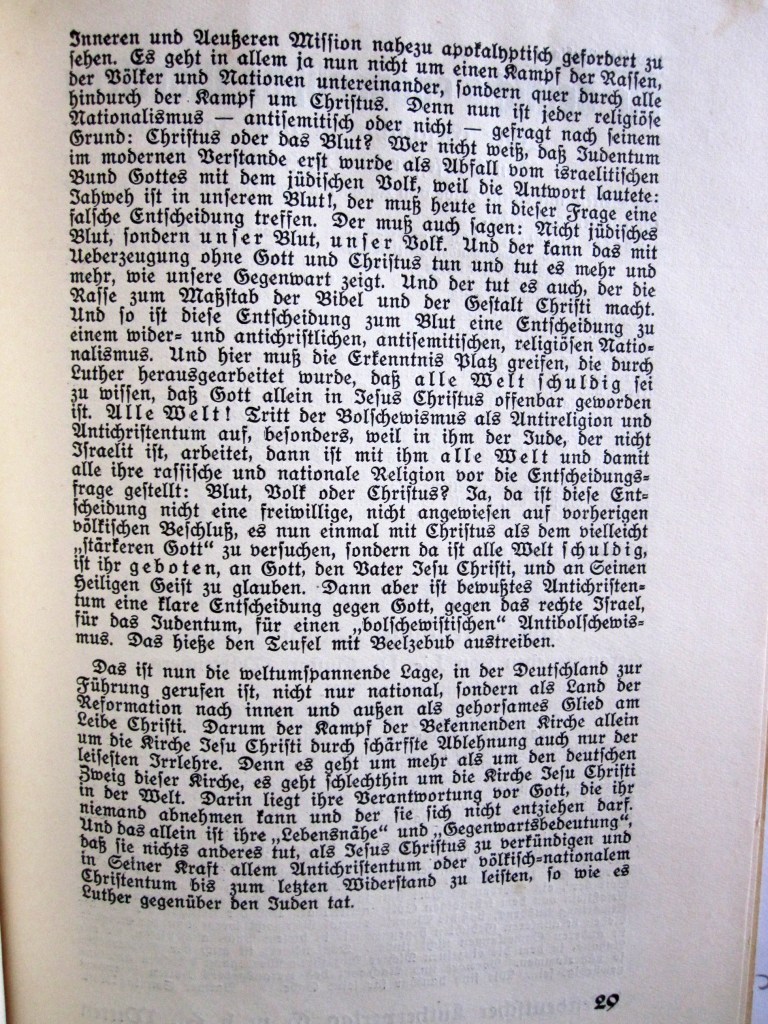 Inneren und Aeußeren Mission nahezu apokalyptisch gefordert zu
sehen. Es geht in allem ja nun nicht um einen Kampf der Rassen,
der Völker und Nationen untereinander, sondern quer durch alle
hindurch der Kampf um Christus. Denn nun ist jeder religiöse
Nationalismus — antisemitisch oder nicht — gefragt nach seinem
Grund: Christus oder das Blut? Wer nicht weiß, daß Judentum
im modernen Verstande erst wurde als Abfall vom israelitischen
Bund Gottes mit dem jüdischen Volk, weil die Antwort lautete:
Jahweh ist in unserem Blut!, der muß heute in dieser Frage eine
falsche Entscheidung treffen. Der muß auch sagen: Nicht jüdisches
Blut, sondern unser Blut, unser Volk. Und der kann das mit
Ueberzeugung ohne Gott und Christus tun und tut es mehr und
mehr, wie unsere Gegenwart zeigt. Und der tut es auch, der die
Rasse zum Maßstab der Bibel und der Gestalt Christi macht.
Und so ist diese Entscheidung zum Blut eine Entscheidung zu
einem wider- und antichristlichen, antisemitischen, religiösen Natio-
nalismus. Und hier muß die Erkenntnis Platz greifen, die durch
Luther herausgearbeitet wurde, daß alle Welt schuldig sei
zu wissen, daß Gott allein in Jesus Christus offenbar geworden
ist. Alle Welt! Tritt der Bolschewismus als Antireligion und
Antichristentum auf, besonders, weil in ihm der Jude, der nicht
Israelit ist, arbeitet, dann ist mit ihm alle Welt und damit
alle ihre rassische und nationale Religion vor die Entscheidungs-
frage gestellt: Blut, Volk oder Christus? Ja, da ist diese Ent-
scheidung nicht eine freiwillige, nicht angewiesen auf vorherigen
völkischen Beschluß, es nun einmal mit Christus als dem vielleicht
„stärkeren Gott“ zu versuchen, sondern da ist alle Welt schuldig,
ist ihr geboten, an Gott, den Vater Jesu Christi, und an Seinen
Heiligen Geist zu glauben. Dann aber ist bewußtes Antichristen-
tum eine klare Entscheidung gegen Gott, gegen das rechte Israel,
für das Judentum, für einen „bolschewistischen“ Antibolschewis-
mus. Das hieße den Teufel mit Beelzebub austreiben.
Das ist nun die weltumspannende Lage, in der Deutschland zur
Führung gerufen ist, nicht nur national, sondern als Land der
Reformation nach innen und außen als gehorsames Glied am
Leibe Christi. Darum der Kampf der Bekennenden Kirche allein
um die Kirche Jesu Christi durch schärfste Ablehnung auch nur der
leisesten Irrlehre. Denn es geht um mehr als um den deutschen
Zweig dieser Kirche, es geht schlechthin um die Kirche Jesu Christi
in der Welt. Darin liegt ihre Verantwortung vor Gott, die ihr
niemand abnehmen kann und der sie sich nicht entziehen darf.
Und das allein ist ihre „Lebensnähe“ und „Gegenwartsbedeutung“,
daß sie nichts anderes tut, als Jesus Christus zu verkündigen und
in Seiner Kraft allem Antichristentum oder völkisch-nationalem
Christentum bis zum letzten Widerstand zu leisten, so wie es
Luther gegenüber den Juden tat.
29